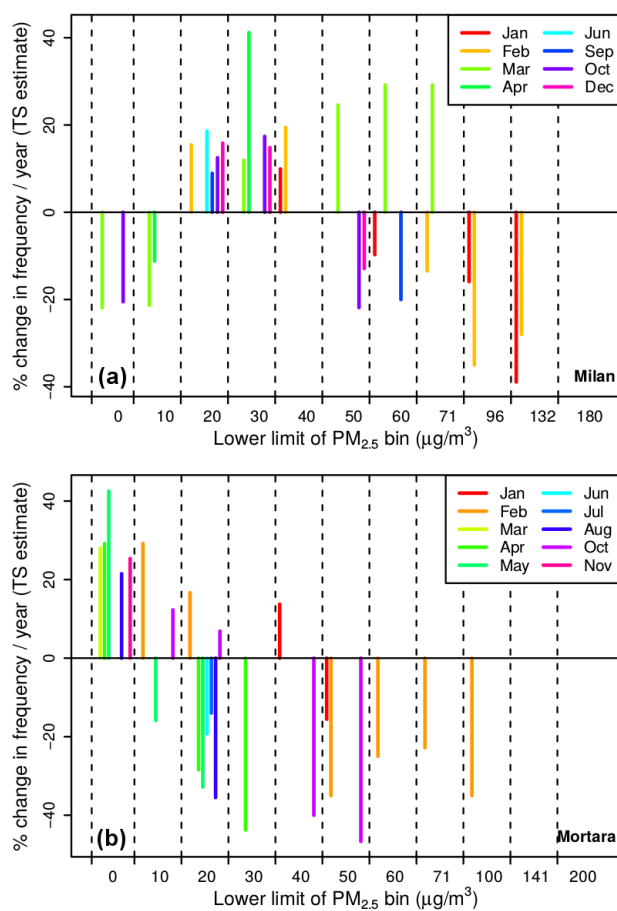 % change in frequency / year (TS estimate)
40
20
0
−20
−40
Jan
Feb
Mar
Apr
Jun
Sep
Oct
Dec
(a)
Milan
0 10 20 30 40 50 60 71 96 132 180
Lower limit of PM2.5 bin (μg/m³)
% change in frequency / year (TS estimate)
40
20
0
−20
−40
Jan
Feb
Mar
Apr
May
Jun
Jul
Aug
Oct
Nov
(b)
Mortara
0 10 20 30 40 50 60 71 100 141 200
Lower limit of PM2.5 bin (μg/m³)